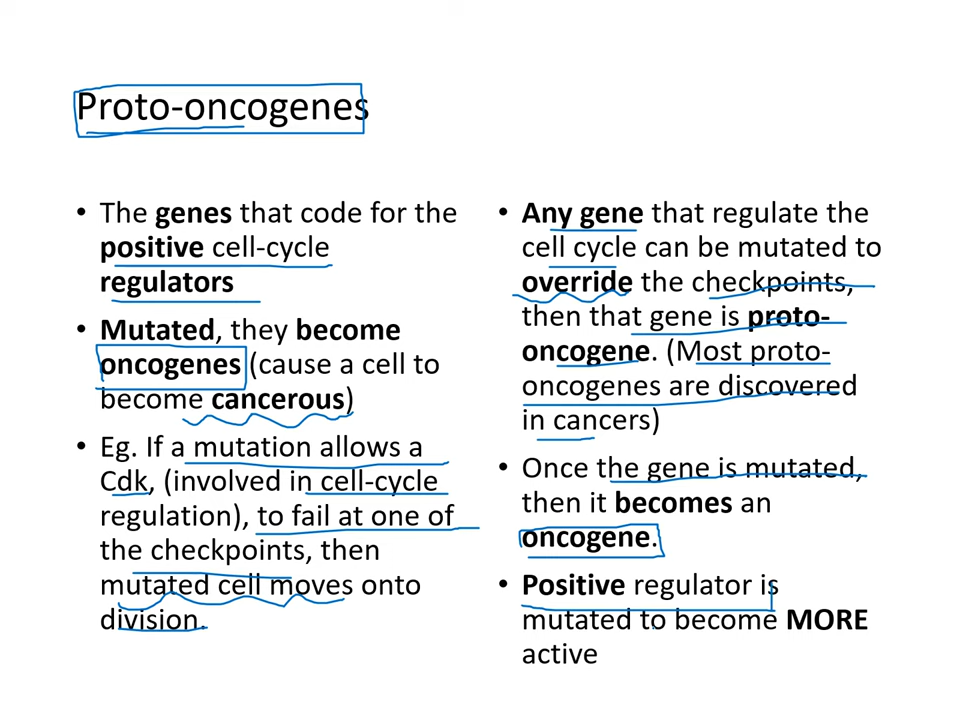 Proto-oncogenes
• The genes that code for the
positive cell-cycle
regulators
• Mutated, they become
oncogenes (cause a cell to
become cancerous)
• Eg. If a mutation allows a
Cdk, (involved in cell-cycle
regulation), to fail at one of
the checkpoints, then
mutated cell moves onto
division.
• Any gene that regulate the
cell cycle can be mutated to
override the checkpoints,
then that gene is proto-
oncogene. (Most proto-
oncogenes are discovered
in cancers)
• Once the gene is mutated,
then it becomes an
oncogene.
• Positive regulator is
mutated to become MORE
active